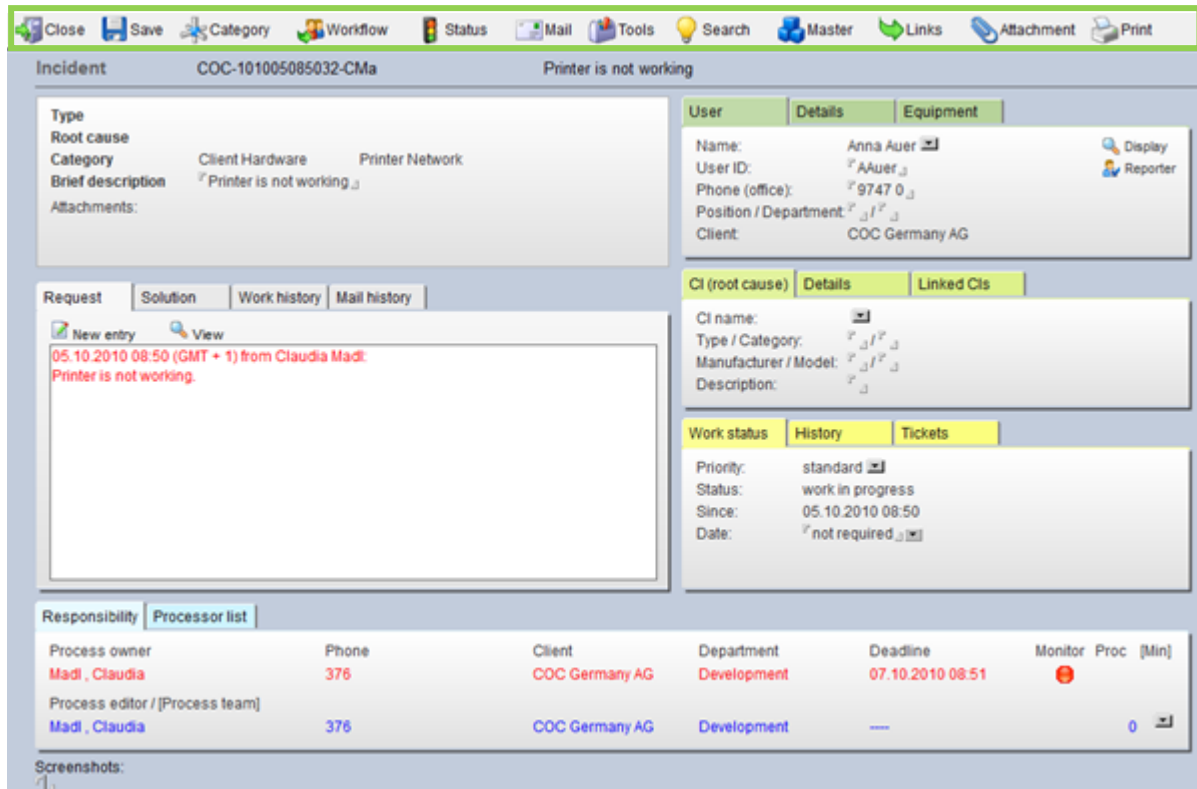 Close Save Category Workflow Status Mail Tools Search Master Links Attachment Print
Incident COC-101005085032-CMa Printer is not working
Type
Root cause
Category Client Hardware Printer Network
Brief description Printer is not working
Attachments:
User Details Equipment
Name: Anna Auer Display
User ID: AAuer Reporter
Phone (office): 9747 0
Position / Department: /
Client: COC Germany AG
Request Solution Work history Mail history
New entry View
05.10.2010 08:50 (GMT + 1) from Claudia Madl:
Printer is not working.
CI (root cause) Details Linked CIs
CI name:
Type / Category: /
Manufacturer / Model: /
Description:
Work status History Tickets
Priority: standard
Status: work in progress
Since: 05.10.2010 08:50
Date: not required
Responsibility Processor list
Process owner Phone Client Department Deadline Monitor Proc [Min]
Madl , Claudia 376 COC Germany AG Development 07.10.2010 08:51
Process editor / [Process team]
Madl , Claudia 376 COC Germany AG Development ---- 0
Screenshots: